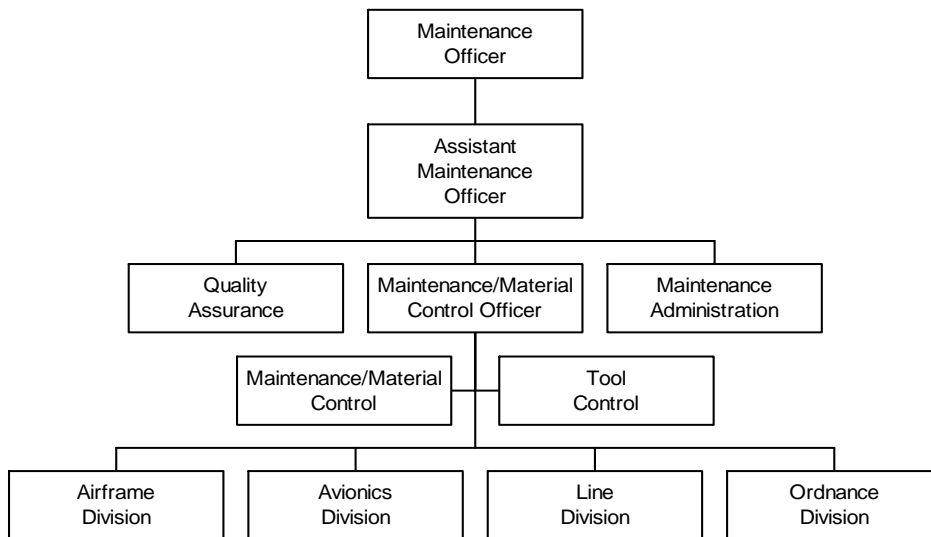 Maintenance
Officer
Assistant
Maintenance
Officer
Quality
Assurance
Maintenance/Material
Control Officer
Maintenance
Administration
Maintenance/Material
Control
Tool
Control
Airframe
Division
Avionics
Division
Line
Division
Ordnance
Division